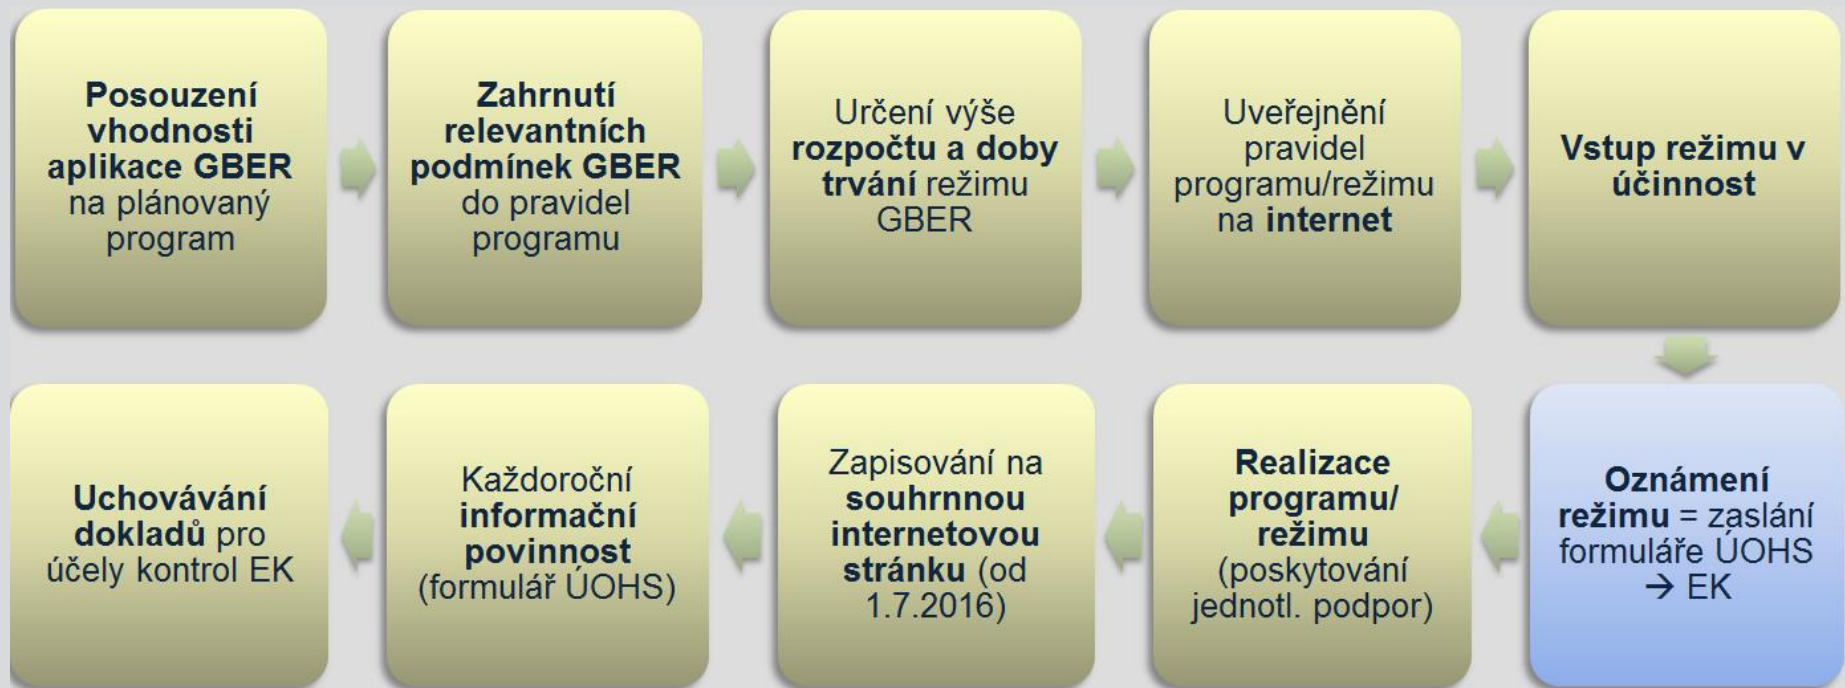 Posouzení
vhodnosti
aplikace GBER
na plánovaný
program
Zahrnutí
relevantních
podmínek GBER
do pravidel
programu
Určení výše
rozpočtu a doby
trvání režimu
GBER
Uveřejnění
pravidel
programu/režimu
na internet
Vstup režimu v
účinnost
Oznámení
režimu = zaslání
formuláře ÚOHS
→ EK
Realizace
programu/
režimu
(poskytování
jednotl. podpor)
Zapisování na
souhrnnou
internetovou
stránku (od
1.7.2016)
Každoroční
informační
povinnost
(formulář ÚOHS)
Uchovávání
dokladů pro
účely kontrol EK